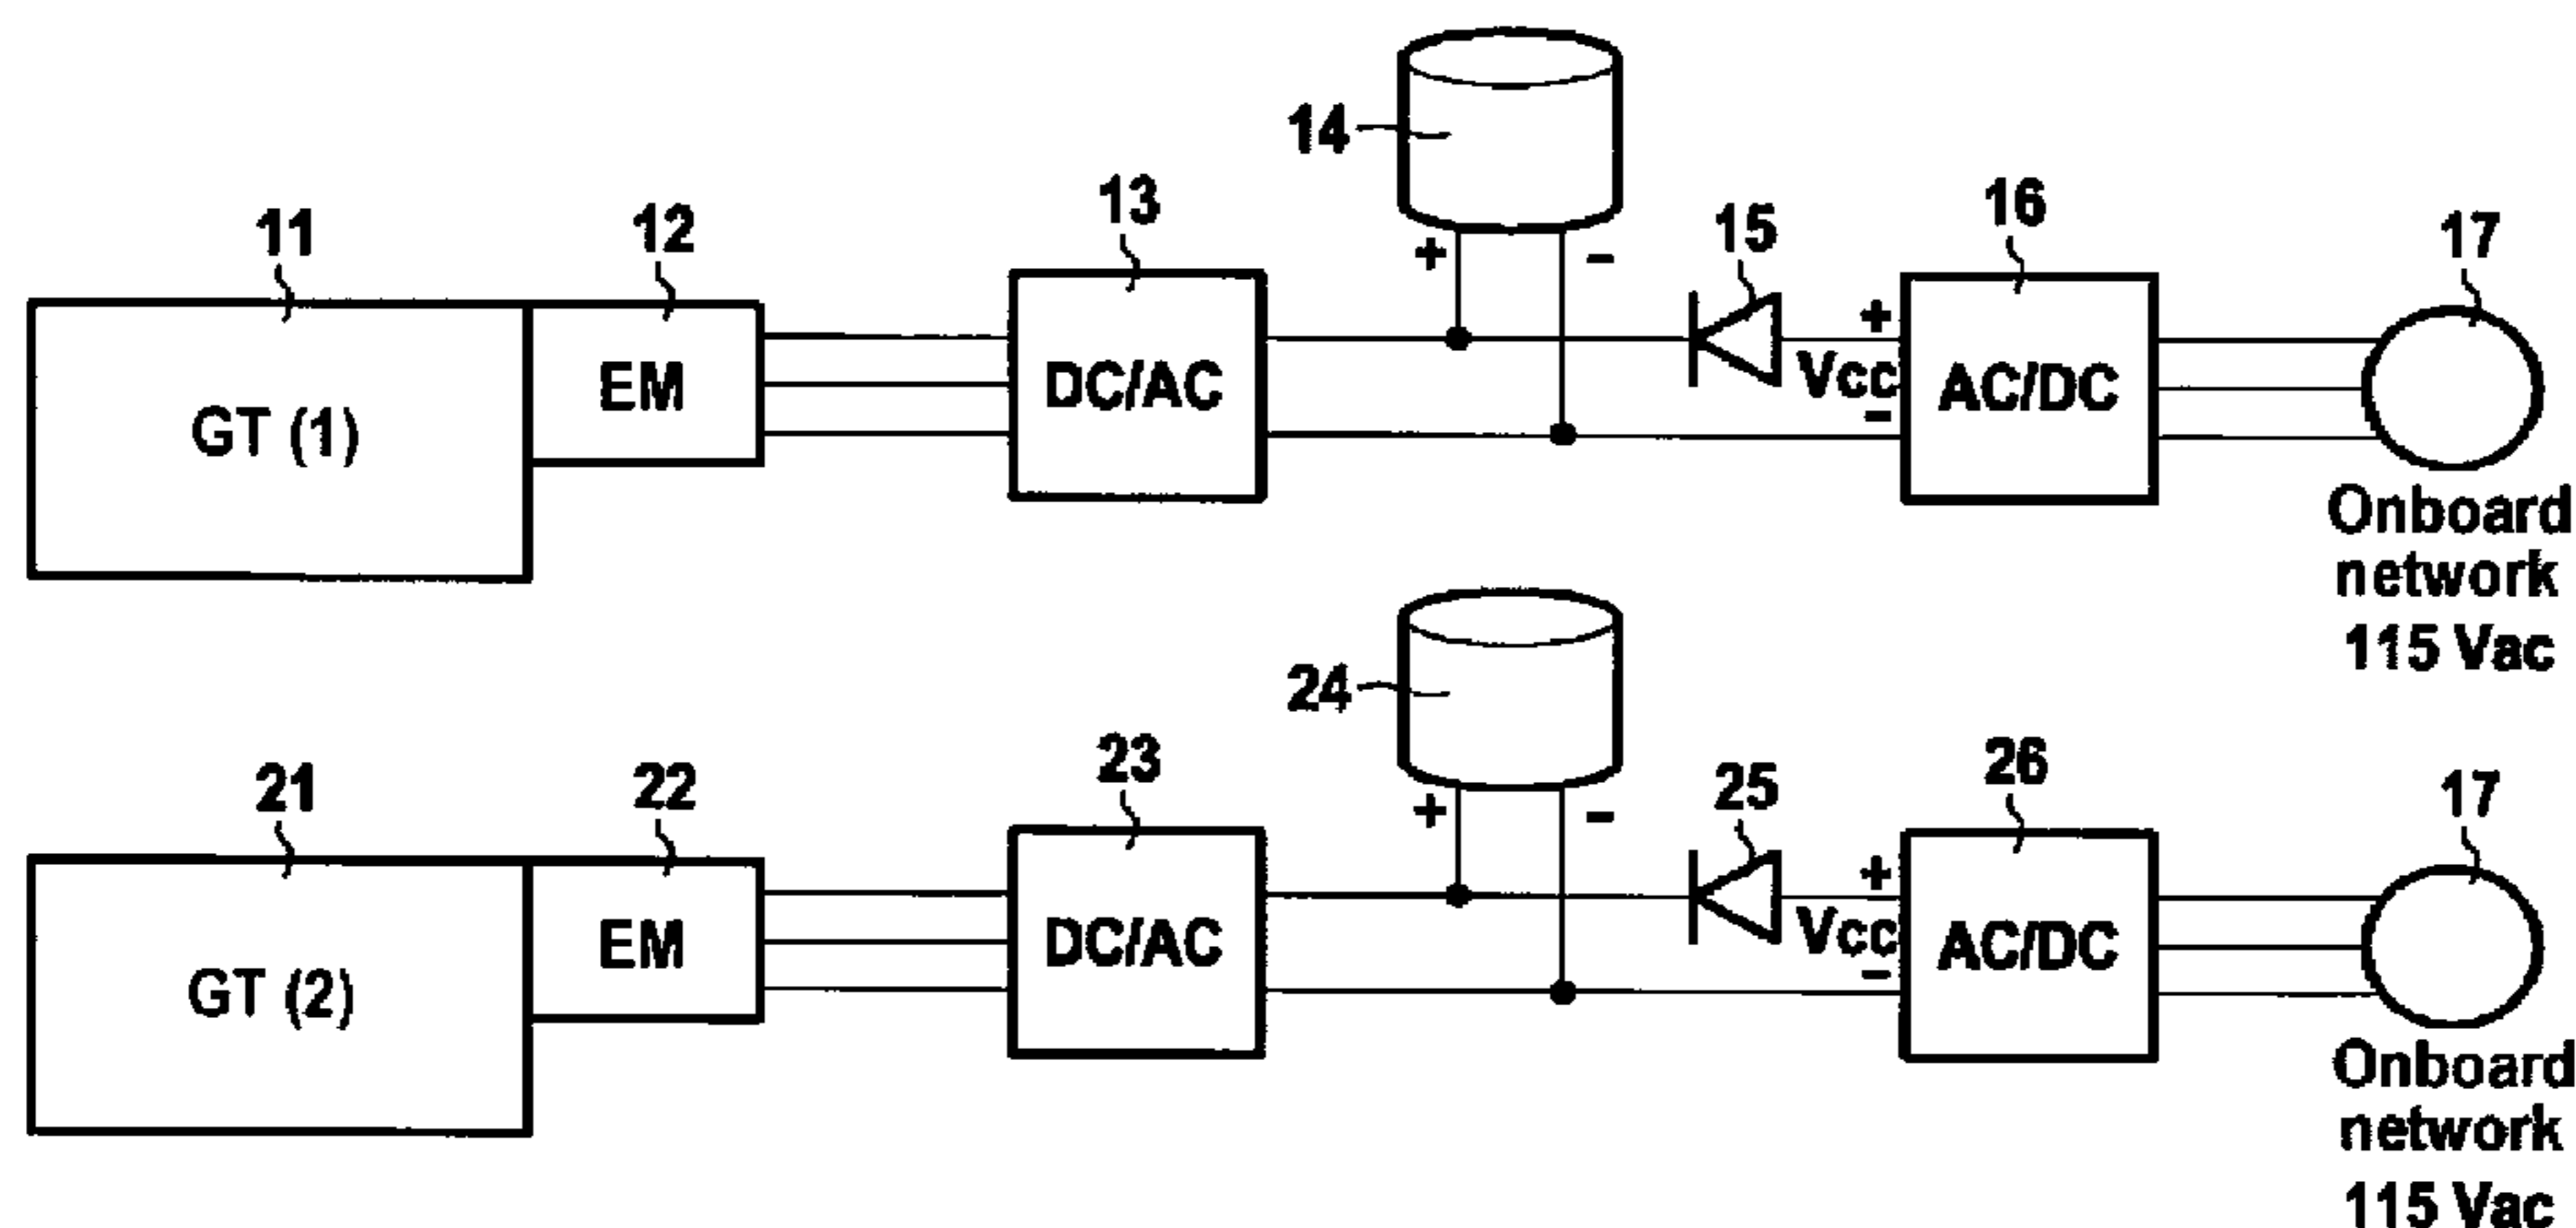 14
13
16
15
17
11
12
+
-
+
GT (1)
EM
DC/AC
Vcc
-
AC/DC
Onboard
network
115 Vac
24
23
26
25
17
21
22
+
-
+
GT (2)
EM
DC/AC
Vcc
-
AC/DC
Onboard
network
115 Vac